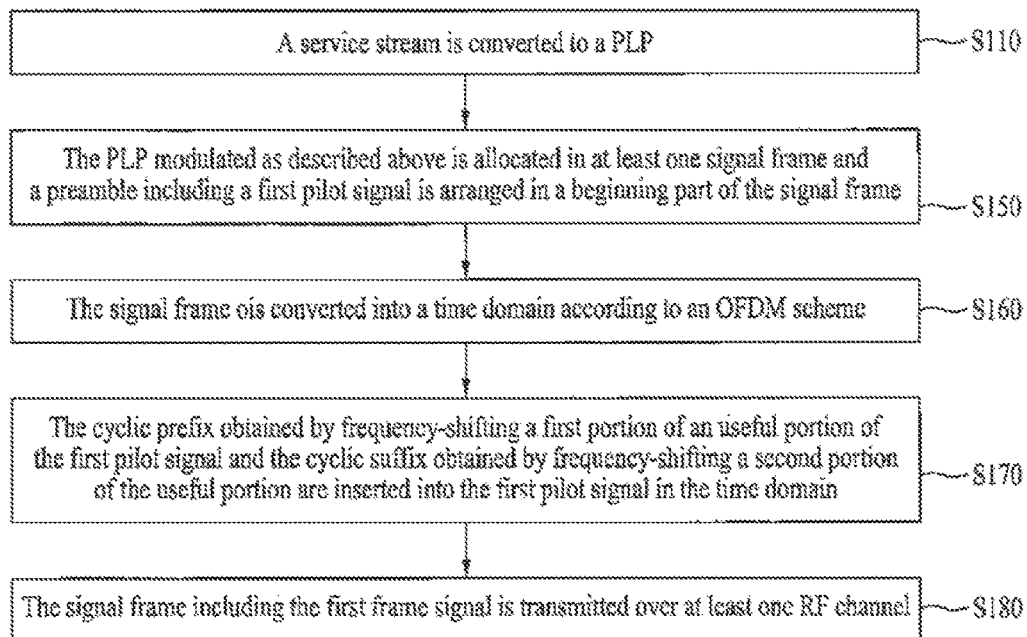 A service stream is converted to a PLP
S110
The PLP modulated as described above is allocated in at least one signal frame and
a preamble including a first pilot signal is arranged in a beginning part of the signal frame
S150
The signal frame ois converted into a time domain according to an OFDM scheme
S160
The cyclic prefix obtained by frequency-shifting a first portion of an useful portion of
the first pilot signal and the cyclic suffix obtained by frequency-shifting a second portion
of the useful portion are inserted into the first pilot signal in the time domain
S170
The signal frame including the first frame signal is transmitted over at least one RF channel
S180